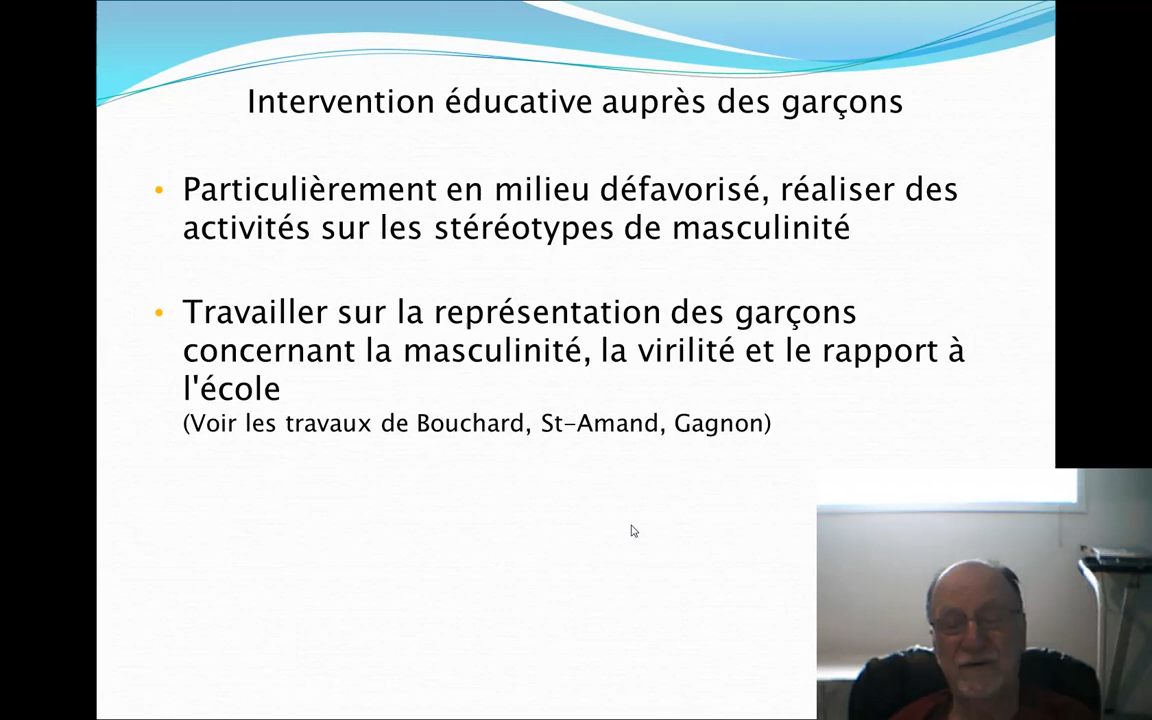 Intervention éducative auprès des garçons
• Particulièrement en milieu défavorisé, réaliser des
activités sur les stéréotypes de masculinité
• Travailler sur la représentation des garçons
concernant la masculinité, la virilité et le rapport à
l'école
(Voir les travaux de Bouchard, St-Amand, Gagnon)